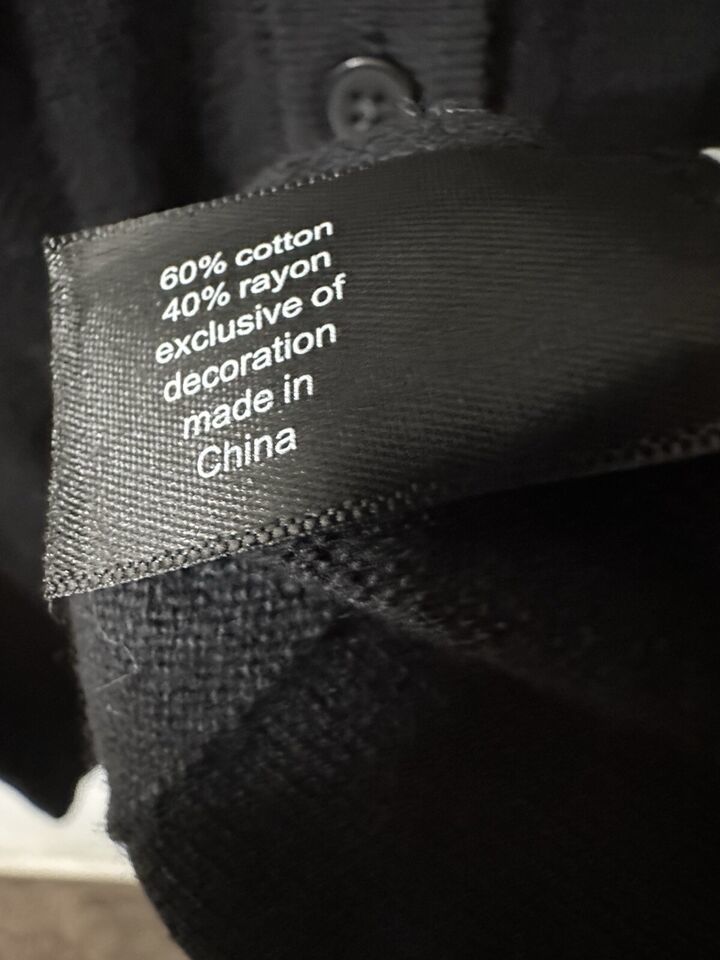 60% cotton
40% rayon
exclusive of
decoration
made in
China